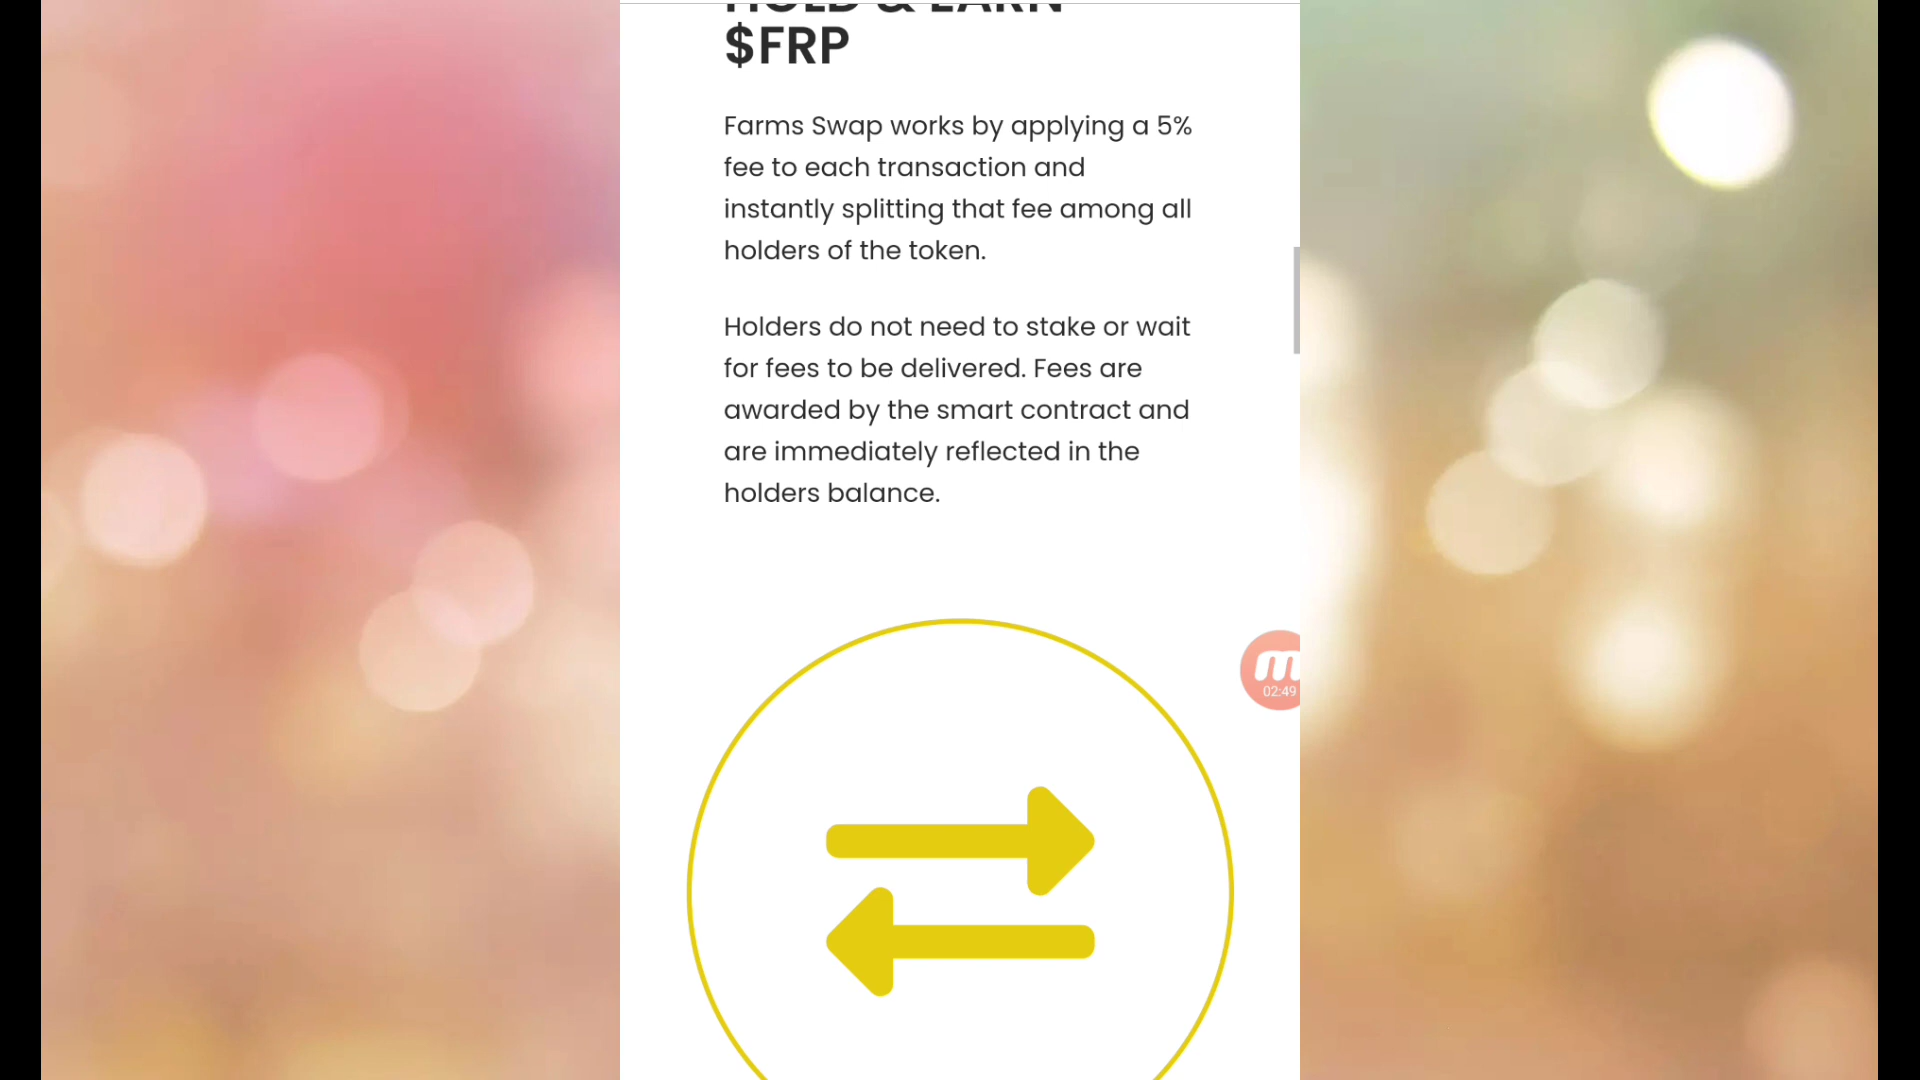 HOLD & EARN
$FRP
Farms Swap works by applying a 5%
fee to each transaction and
instantly splitting that fee among all
holders of the token.
Holders do not need to stake or wait
for fees to be delivered. Fees are
awarded by the smart contract and
are immediately reflected in the
holders balance.
m
02:49